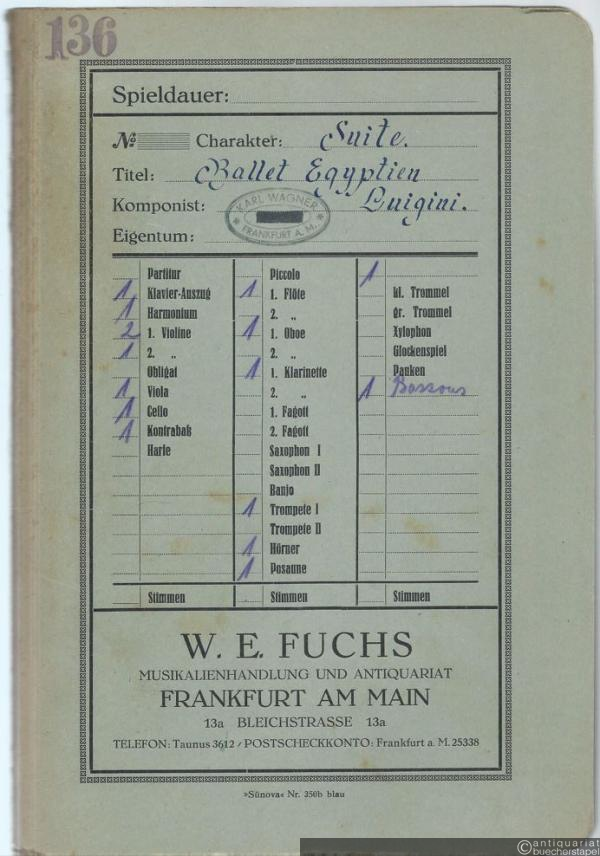 136
Spieldauer:
№ Charakter: Suite.
Titel: Ballet Egyptien
Komponist: Luigini.
KARL WAGNER
FRANKFURT A. M.
Eigentum:
Partitur
1 Klavier-Auszug
1 Harmonium
2 1. Violine
1 2. „
Obligat
1 Viola
1 Cello
1 Kontrabaß
Harfe
Stimmen
Piccolo
1 1. Flöte
2. „
1 1. Oboe
2. „
1 1. Klarinette
2. „
1. Fagott
2. Fagott
Saxophon I
Saxophon II
Banjo
1 Trompete I
Trompete II
1 Hörner
1 Posaune
Stimmen
1
kl. Trommel
gr. Trommel
Xylophon
Glockenspiel
Pauken
1 Bassons
Stimmen
W. E. FUCHS
MUSIKALIENHANDLUNG UND ANTIQUARIAT
FRANKFURT AM MAIN
13a BLEICHSTRASSE 13a
TELEFON: Taunus 3612 / POSTSCHECKKONTO: Frankfurt a. M. 25338
»Sünova« Nr. 350b blau
©antiquariat
buecherstapel